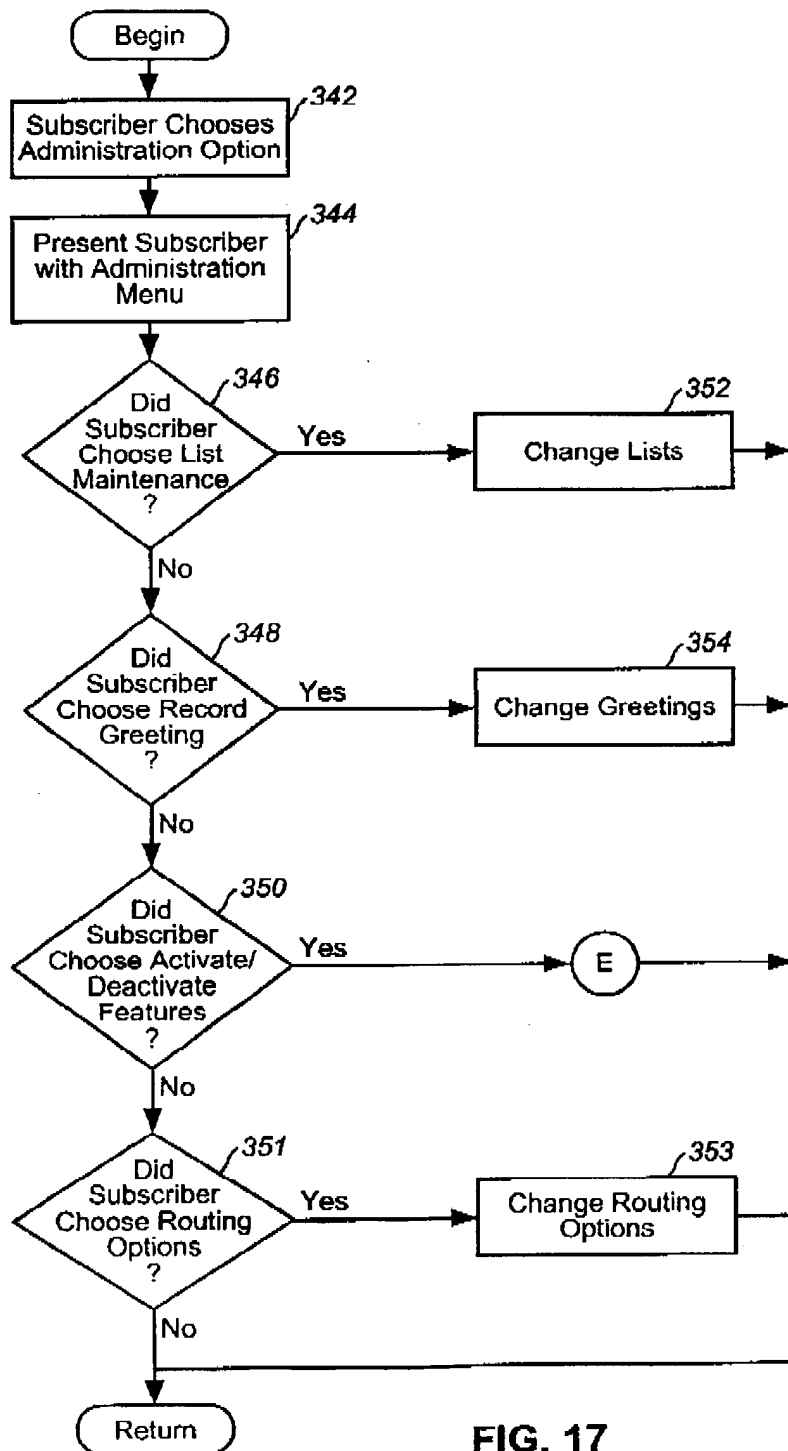 Begin
342
Subscriber Chooses
Administration Option
344
Present Subscriber
with Administration
Menu
346
Did
Subscriber
Choose List
Maintenance
?
Yes
352
Change Lists
No
348
Did
Subscriber
Choose Record
Greeting
?
Yes
354
Change Greetings
No
350
Did
Subscriber
Choose Activate/
Deactivate
Features
?
Yes
E
No
351
Did
Subscriber
Choose Routing
Options
?
Yes
353
Change Routing
Options
No
Return
FIG. 17